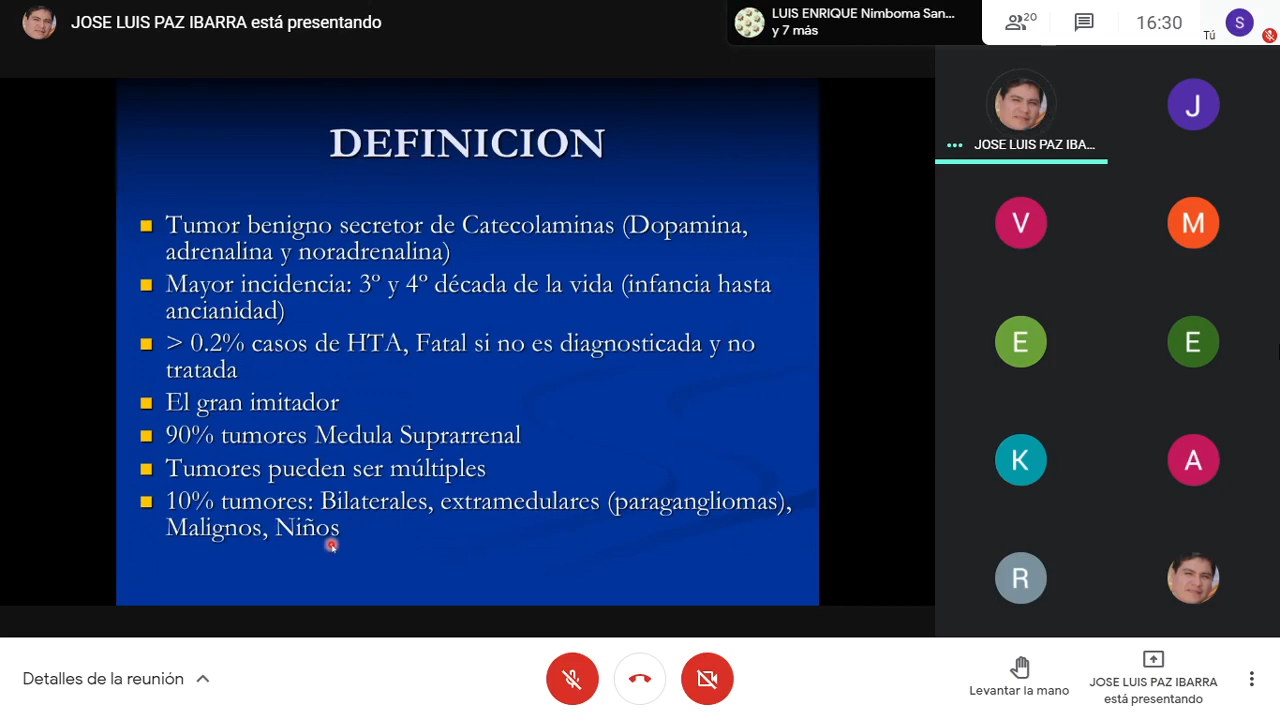 JOSE LUIS PAZ IBARRA está presentando
LUIS ENRIQUE Nimboma San...
y 7 más
20
16:30
Tú
S
DEFINICION
Tumor benigno secretor de Catecolaminas (Dopamina,
adrenalina y noradrenalina)
Mayor incidencia: 3º y 4º década de la vida (infancia hasta
ancianidad)
> 0.2% casos de HTA, Fatal si no es diagnosticada y no
tratada
El gran imitador
90% tumores Medula Suprarrenal
Tumores pueden ser múltiples
10% tumores: Bilaterales, extramedulares (paragangliomas),
Malignos, Niños
JOSE LUIS PAZ IBA...
J
V
M
E
E
K
A
R
Detalles de la reunión
Levantar la mano
JOSE LUIS PAZ IBARRA
está presentando